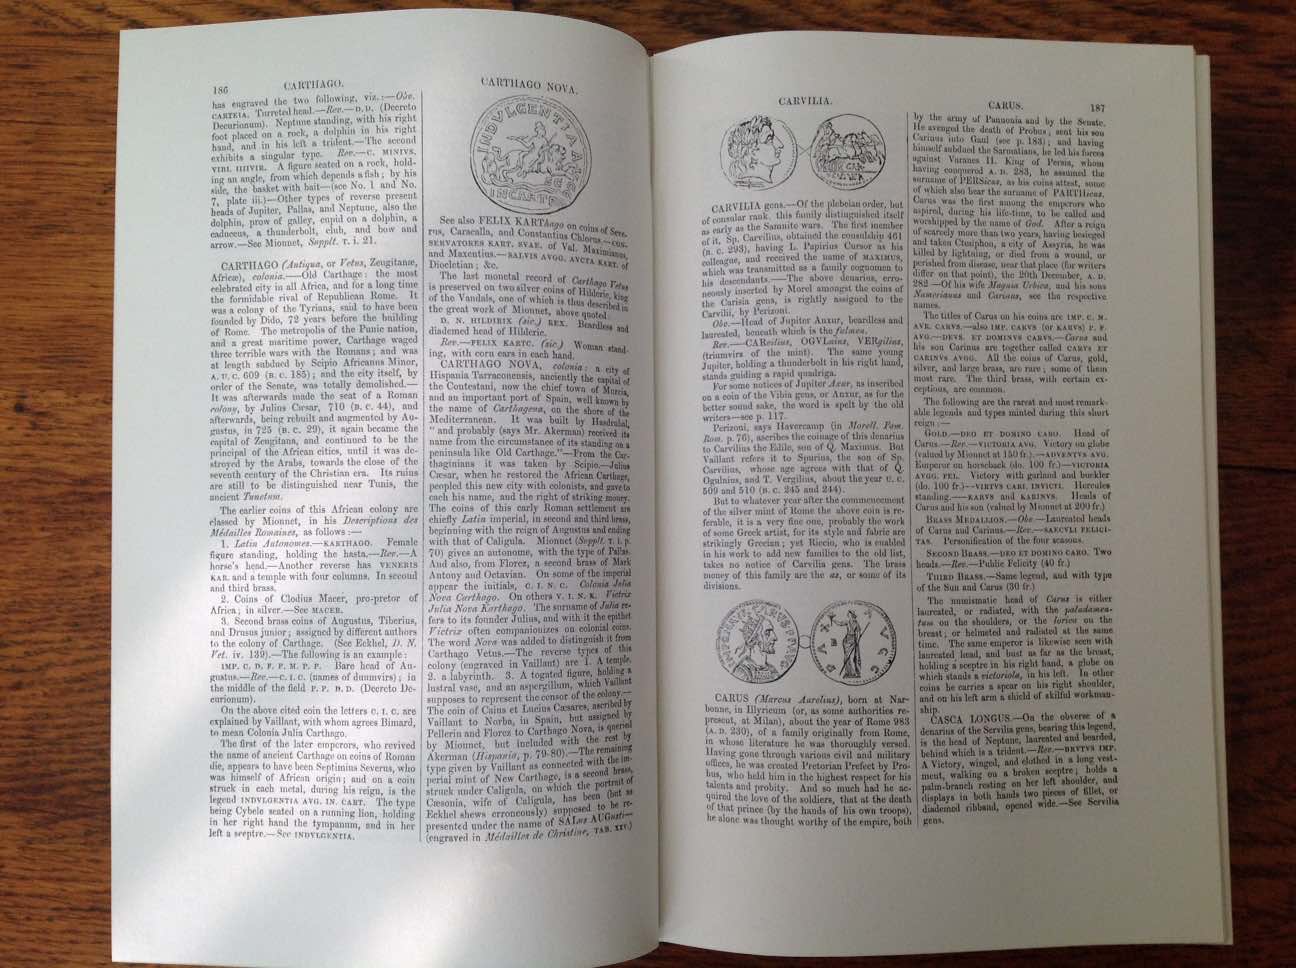 186
CARTHAGO.
has engraved the two following, viz.:—Obv.
CARTEIA. Turreted head.—Rev.—D. D. (Decreto
Decurionum). Neptune standing, with his right
foot placed on a rock, a dolphin in his right
hand, and in his left a trident.—The second
exhibits a singular type. Rev.—C. MINIVS.
VIBI. IIIIVIR. A figure seated on a rock, hold-
ing an angle, from which depends a fish; by his
side, the basket with bait—(see No. 1 and No.
7, plate iii.)—Other types of reverse present
heads of Jupiter, Pallas, and Neptune, also the
dolphin, prow of galley, cupid on a dolphin, a
caduceus, a thunderbolt, club, and bow and
arrow.—See Mionnet, Supplt. T. i. 21.
CARTHAGO (Antiqua, or Vetus, Zeugitanæ,
Africæ), colonia.—Old Carthage: the most
celebrated city in all Africa, and for a long time
the formidable rival of Republican Rome. It
was a colony of the Tyrians, said to have been
founded by Dido, 72 years before the building
of Rome. The metropolis of the Punic nation,
and a great maritime power, Carthage waged
three terrible wars with the Romans; and was
at length subdued by Scipio Africanus Minor,
A. U. C. 609 (B. C. 185); and the city itself, by
order of the Senate, was totally demolished.—
It was afterwards made the seat of a Roman
colony, by Julius Cæsar, 710 (B. C. 44), and
afterwards, being rebuilt and augmented by Au-
gustus, in 725 (B. C. 29), it again became the
capital of Zeugitana, and continued to be the
principal of the African cities, until it was de-
stroyed by the Arabs, towards the close of the
seventh century of the Christian era. Its ruins
are still to be distinguished near Tunis, the
ancient Tunetum.
The earlier coins of this African colony are
classed by Mionnet, in his Descriptions des
Médailles Romaines, as follows:—
1. Latin Autonomes.—KARTHAGO. Female
figure standing, holding the hasta.—Rev.—A
horse's head.—Another reverse has VENERIS
KAR. and a temple with four columns. In second
and third brass.
2. Coins of Clodius Macer, pro-pretor of
Africa; in silver.—See MACER.
3. Second brass coins of Augustus, Tiberius,
and Drusus junior; assigned by different authors
to the colony of Carthage. (See Eckhel, D. N.
Vet. iv. 139).—The following is an example:
IMP. C. D. F. P. M. P. P. Bare head of Au-
gustus.—Rev.—C. I. C. (names of duumvirs); in
the middle of the field P. P. D. D. (Decreto De-
curionum).
On the above cited coin the letters C. I. C. are
explained by Vaillant, with whom agrees Bimard,
to mean Colonia Julia Carthago.
The first of the later emperors, who revived
the name of ancient Carthage on coins of Roman
die, appears to have been Septimius Severus, who
was himself of African origin; and on a coin
struck in each metal, during his reign, is the
legend INDVLGENTIA AVG. IN. CART. The type
being Cybele seated on a running lion, holding
in her right hand the tympanum, and in her
left a sceptre.—See INDVLGENTIA.
CARTHAGO NOVA.
INDVLGENTIA AVGG
IN CARTH
See also FELIX KARThago on coins of Seve-
rus, Caracalla, and Constantius Chlorus.—CON-
SERVATORES KART. SVAE. of Val. Maximianus,
and Maxentius.—SALVIS AVGG. AVCTA KART. of
Diocletian; &c.
The last monetal record of Carthago Vetus
is preserved on two silver coins of Hilderic, king
of the Vandals, one of which is thus described in
the great work of Mionnet, above quoted:
D. N. HILDIRIX (sic.) REX. Beardless and
diademed head of Hilderic.
Rev.—FELIX KARTC. (sic.) Woman stand-
ing, with corn ears in each hand.
CARTHAGO NOVA, colonia: a city of
Hispania Tarraconensis, anciently the capital of
the Contestani, now the chief town of Murcia,
and an important port of Spain, well known by
the name of Carthagena, on the shore of the
Mediterranean. It was built by Hasdrubal,
"and probably (says Mr. Akerman) received its
name from the circumstance of its standing on a
peninsula like Old Carthage."—From the Car-
thaginians it was taken by Scipio.—Julius
Cæsar, when he restored the African Carthage,
peopled this new city with colonists, and gave to
each his name, and the right of striking money.
The coins of this early Roman settlement are
chiefly Latin imperial, in second and third brass,
beginning with the reign of Augustus and ending
with that of Caligula. Mionnet (Supplt. T. i. p.
70) gives an autonome, with the type of Pallas.
And also, from Florez, a second brass of Mark
Antony and Octavian. On some of the imperial
appear the initials, C. I. N. C. Colonia Julia
Nova Carthago. On others V. I. N. K. Victrix
Julia Nova Karthago. The surname of Julia re-
fers to its founder Julius, and with it the epithet
Victrix often companionizes on colonial coins.
The word Nova was added to distinguish it from
Carthago Vetus.—The reverse types of this
colony (engraved in Vaillant) are 1. A temple.
2. a labyrinth. 3. A togated figure, holding a
lustral vase, and an aspergillum, which Vaillant
supposes to represent the censor of the colony.—
The coin of Caius et Lucius Cæsares, ascribed by
Vaillant to Norba, in Spain, but assigned by
Pellerin and Florez to Carthago Nova, is queried
by Mionnet, but included with the rest by
Akerman (Hispania, p. 79-80).—The remaining
type given by Vaillant as connected with the im-
perial mint of New Carthage, is a second brass,
struck under Caligula, on which the portrait of
Cæsonia, wife of Caligula, has been (but as
Eckhel shews erroneously) supposed to be re-
presented under the name of SALus AUGusti—
(engraved in Médailles de Christine, TAB. XXV.)
CARVILIA.
CARVILIA gens.—Of the plebeian order, but
of consular rank. this family distinguished itself
as early as the Samnite wars. The first member
of it, Sp. Carvilius, obtained the consulship 461
(B. C. 293), having L. Papirius Cursor as his
colleague, and received the name of MAXIMUS,
which was transmitted as a family cognomen to
his descendants.—The above denarius, erro-
neously inserted by Morel amongst the coins of
the Carisia gens, is rightly assigned to the
Carvilii, by Perizoni.
Obv.—Head of Jupiter Anxur, beardless and
laureated, beneath which is the fulmen.
Rev.—CARvilius, OGVLnius, VERgilius,
(triumvirs of the mint). The same young
Jupiter, holding a thunderbolt in his right hand,
stands guiding a rapid quadriga.
For some notices of Jupiter Axur, as inscribed
on a coin of the Vibia gens, or Anxur, as for the
better sound sake, the word is spelt by the old
writers—see p. 117.
Perizoni, says Havercamp (in Morell. Fam.
Rom. p. 76), ascribes the coinage of this denarius
to Carvilius the Edile, son of Q. Maximus. But
Vaillant refers it to Spurius, the son of Sp.
Carvilius, whose age agrees with that of Q.
Ogulnius, and T. Vergilius, about the year U. C.
509 and 510 (B. C. 245 and 244).
But to whatever year after the commencement
of the silver mint of Rome the above coin is re-
ferable, it is a very fine one, probably the work
of some Greek artist, for its style and fabric are
strikingly Grecian; yet Riccio, who is enabled
in his work to add new families to the old list,
takes no notice of Carvilia gens. The brass
money of this family are the as, or some of its
divisions.
IMP C M AVR CARVS P F AVG
PAX AVGG
CARUS (Marcus Aurelius), born at Nar-
bonne, in Illyricum (or, as some authorities re-
present, at Milan), about the year of Rome 983
(A. D. 230), of a family originally from Rome,
in whose literature he was thoroughly versed.
Having gone through various civil and military
offices, he was created Pretorian Prefect by Pro-
bus, who held him in the highest respect for his
talents and probity. And so much had he ac-
quired the love of the soldiers, that at the death
of that prince (by the hands of his own troops),
he alone was thought worthy of the empire, both
CARUS.
187
by the army of Pannonia and by the Senate.
He avenged the death of Probus; sent his son
Carinus into Gaul (see p. 183); and having
himself subdued the Sarmatians, he led his forces
against Varanes II. King of Persia, whom
having conquered A. D. 283, he assumed the
surname of PERSicus, as his coins attest, some
of which also bear the surname of PARTHicus.
Carus was the first among the emperors who
aspired, during his life-time, to be called and
worshipped by the name of God. After a reign
of scarcely more than two years, having besieged
and taken Ctesiphon, a city of Assyria, he was
killed by lightning, or died from a wound, or
perished from disease, near that place (for writers
differ on that point), the 20th December, A. D.
282—Of his wife Magnia Urbica, and his sons
Numerianus and Carinus, see the respective
names.
The titles of Carus on his coins are IMP. C. M.
AVR. CARVS.—also IMP. CARVS (or KARVS) P. F.
AVG.—DEVS. ET DOMINVS CARVS.—Carus and
his son Carinus are together called CARVS ET
CARINVS AVGG. All the coins of Carus, gold,
silver, and large brass, are rare; some of them
most rare. The third brass, with certain ex-
ceptions, are common.
The following are the rarest and most remark-
able legends and types minted during this short
reign:—
GOLD.—DEO ET DOMINO CARO. Head of
Carus.—Rev.—VICTORIA AVG. Victory on globe
(valued by Mionnet at 150 fr.).—ADVENTVS AVG.
Emperor on horseback (do. 100 fr.)—VICTORIA
AVGG. FEL. Victory with garland and buckler
(do. 100 fr.)—VIRTVS CARI. INVICTI. Hercules
standing.—KARVS and KARINVS. Heads of
Carus and his son (valued by Mionnet at 200 fr.)
BRASS MEDALLION.—Obv.—Laureated heads
of Carus and Carinus.—Rev.—SAECVLI FELICI-
TAS. Personification of the four seasons.
SECOND BRASS.—DEO ET DOMINO CARO. Two
heads.—Rev.—Public Felicity (40 fr.)
THIRD BRASS.—Same legend, and with type
of the Sun and Carus (30 fr.)
The numismatic head of Carus is either
laureated, or radiated, with the paludamen-
tum on the shoulders, or the lorica on the
breast; or helmeted and radiated at the same
time. The same emperor is likewise seen with
laureated head, and bust as far as the breast,
holding a sceptre in his right hand, a globe on
which stands a victoriola, in his left. In other
coins he carries a spear on his right shoulder,
and on his left arm a shield of skilful workman-
ship.
CASCA LONGUS.—On the obverse of a
denarius of the Servilia gens, bearing this legend,
is the head of Neptune, laureated and bearded,
behind which is a trident.—Rev.—BRVTVS IMP.
A Victory, winged, and clothed in a long vest-
ment, walking on a broken sceptre; holds a
palm-branch resting on her left shoulder, and
displays in both hands two pieces of fillet, or
diademed ribband, opened wide.—See Servilia
gens.